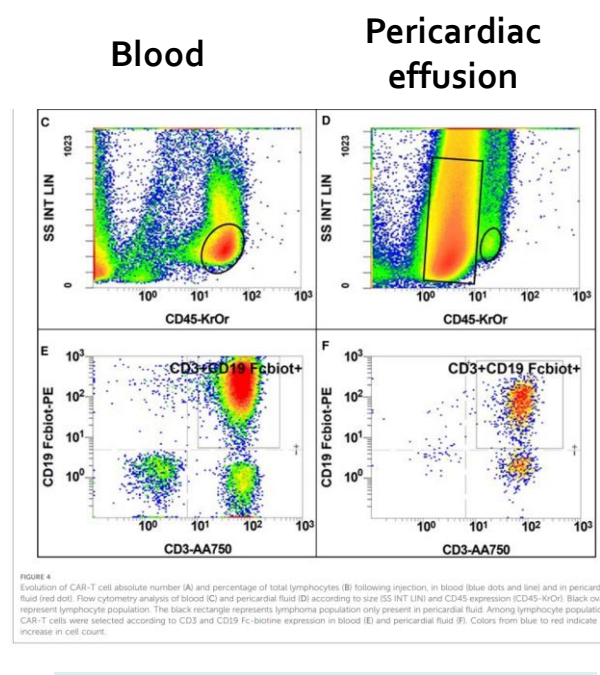 Blood
Pericardiac
effusion
C
1023
SS INT LIN
0
10⁰ 10¹ 10² 10³
CD45-KrOr
D
1023
SS INT LIN
0
10⁰ 10¹ 10² 10³
CD45-KrOr
E
10³
CD3+CD19 Fcbiot+
10²
CD19 Fcbiot-PE
10¹
10⁰
10⁰ 10¹ 10² 10³
CD3-AA750
F
10³
CD3+CD19 Fcbiot+
10²
CD19 Fcbiot-PE
10¹
10⁰
10⁰ 10¹ 10² 10³
CD3-AA750
FIGURE 4
Evolution of CAR-T cell absolute number (A) and percentage of total lymphocytes (B) following injection, in blood (blue dots and line) and in pericard
fluid (red dot). Flow cytometry analysis of blood (C) and pericardial fluid (D) according to size (SS INT LIN) and CD45 expression (CD45-KrOr). Black ov
represent lymphocyte population. The black rectangle represents lymphoma population only present in pericardial fluid. Among lymphocyte populatio
CAR-T cells were selected according to CD3 and CD19 Fc-biotine expression in blood (E) and pericardial fluid (F). Colors from blue to red indicate
increase in cell count.